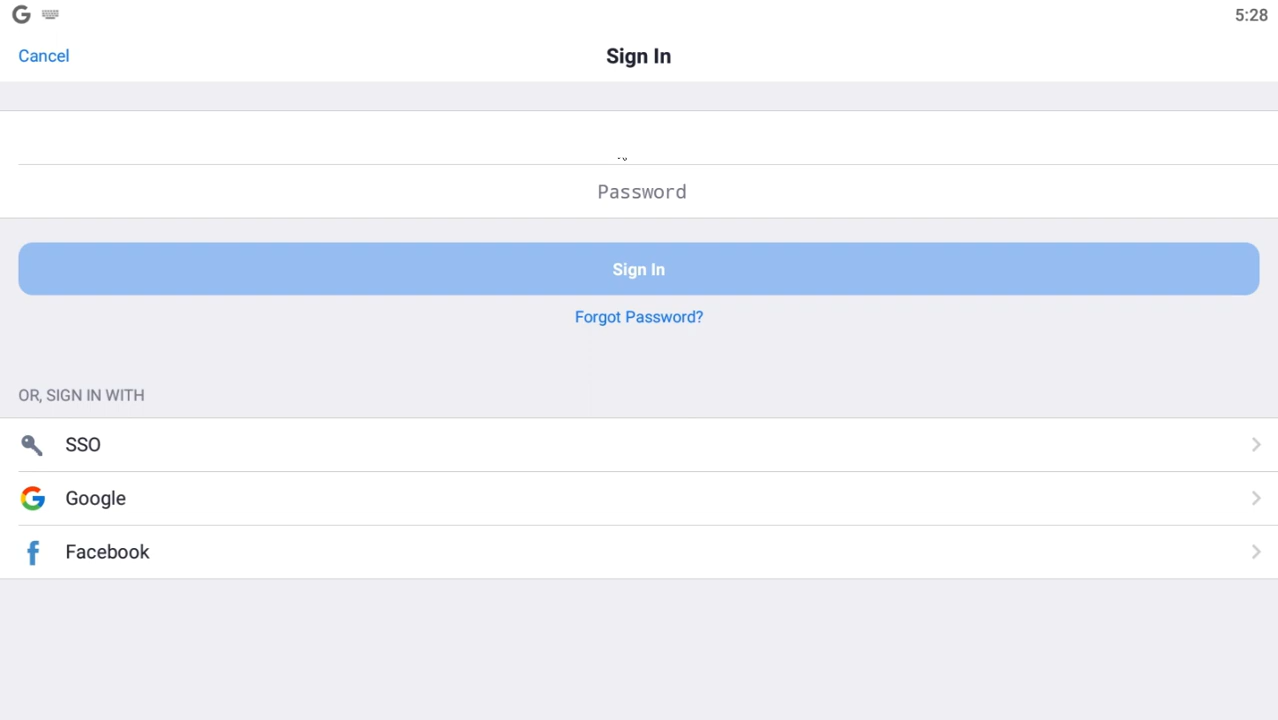 5:28
Cancel
Sign In
Password
Sign In
Forgot Password?
OR, SIGN IN WITH
SSO
Google
Facebook